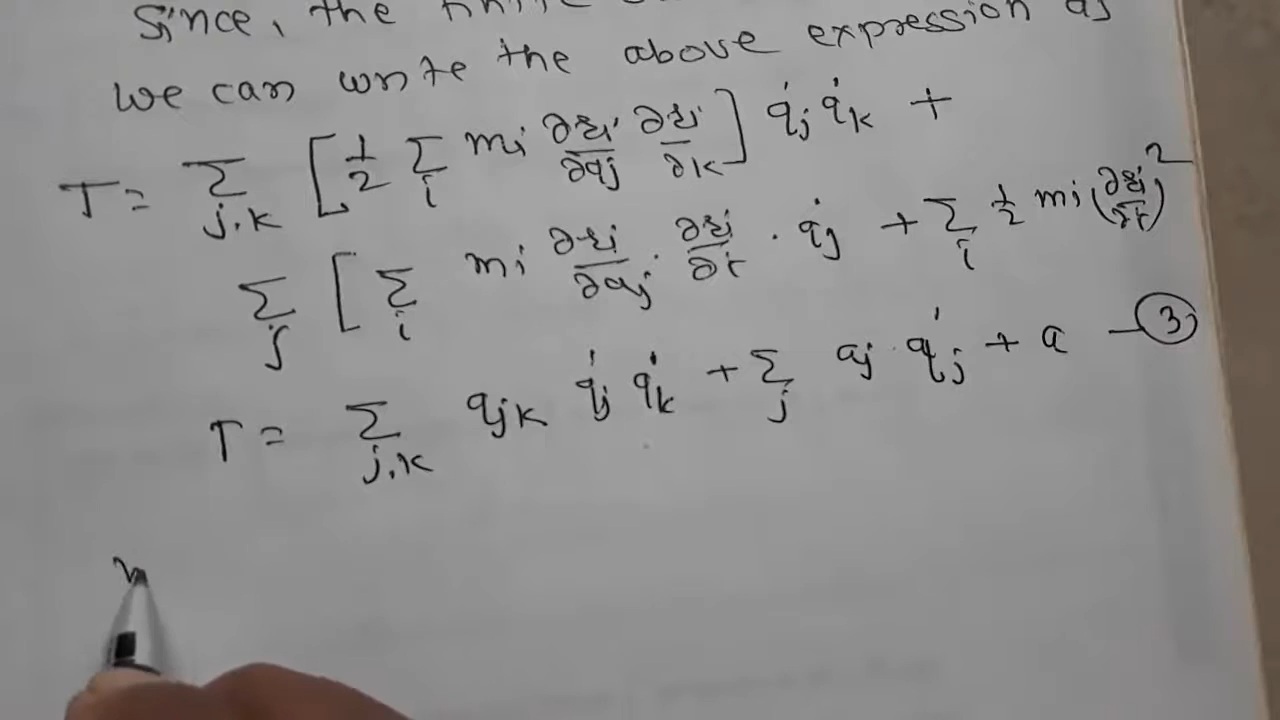 Since, the finite
we can write the above expression as
T = Σ_{j,k} [½ Σ_i mi ∂ri/∂qj ∂ri/∂k] q̇j q̇k +
Σ_j [Σ_i mi ∂ri/∂qj · ∂ri/∂t · q̇j + Σ_i ½ mi (∂ri/∂t)²
T = Σ_{j,k} ajk q̇j q̇k + Σ_j aj q̇j + a — ③